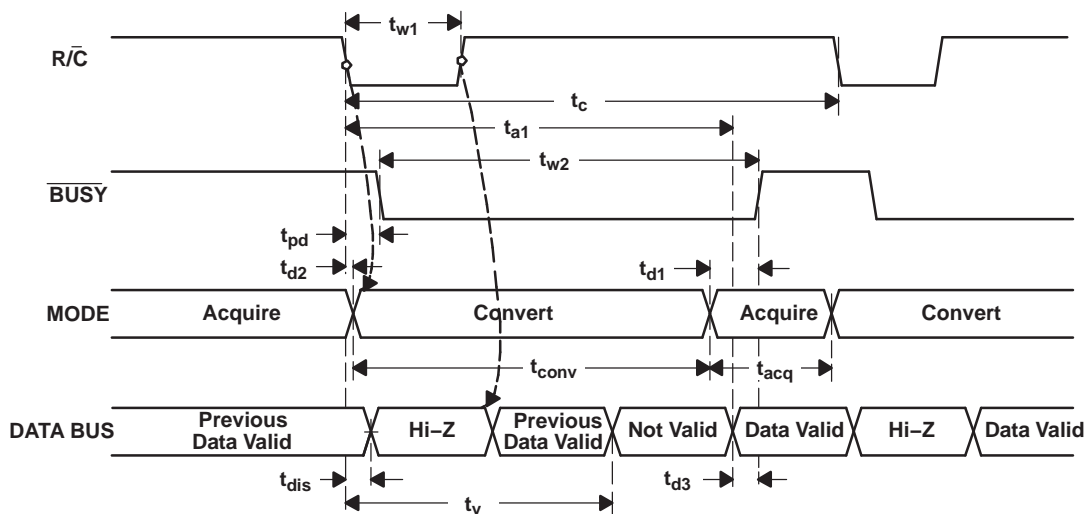 t_w1
R/C̅
t_c
t_a1
t_w2
B̅U̅S̅Y̅
t_pd
t_d2
t_d1
MODE
Acquire
Convert
Acquire
Convert
t_conv
t_acq
DATA BUS
Previous
Data Valid
Hi−Z
Previous
Data Valid
Not Valid
Data Valid
Hi−Z
Data Valid
t_dis
t_d3
t_v